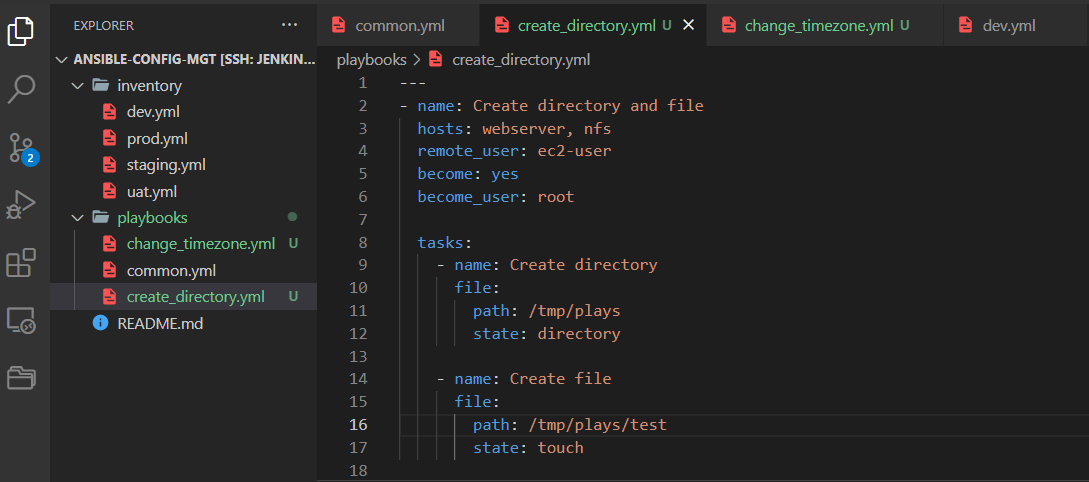 EXPLORER
...
ANSIBLE-CONFIG-MGT [SSH: JENKIN...
inventory
dev.yml
prod.yml
staging.yml
uat.yml
playbooks
change_timezone.yml U
common.yml
create_directory.yml U
README.md
2
common.yml
create_directory.yml U
change_timezone.yml U
dev.yml
playbooks > create_directory.yml
1 ---
2 - name: Create directory and file
3   hosts: webserver, nfs
4   remote_user: ec2-user
5   become: yes
6   become_user: root
7
8   tasks:
9     - name: Create directory
10       file:
11         path: /tmp/plays
12         state: directory
13
14     - name: Create file
15       file:
16         path: /tmp/plays/test
17         state: touch
18